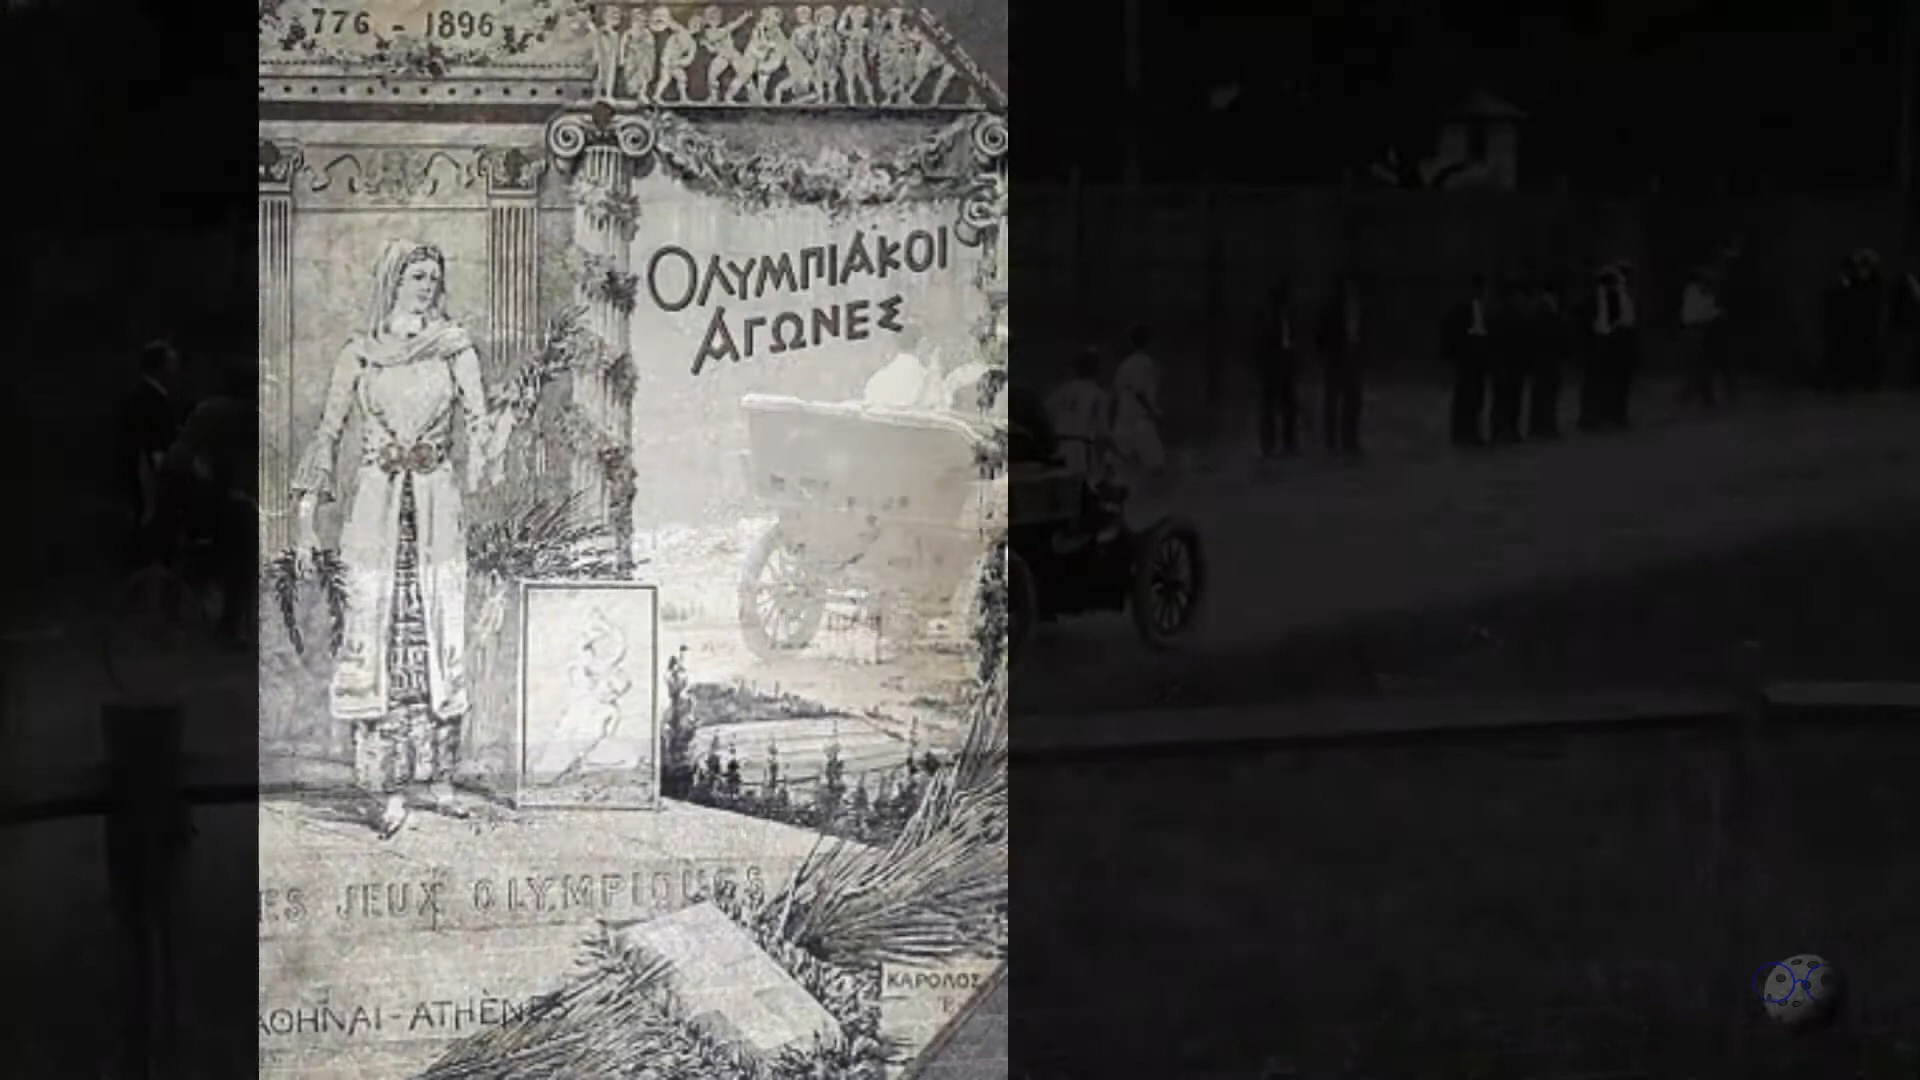 776 - 1896
ΟΛΥΜΠΙΑΚΟΙ
ΑΓΩΝΕΣ
ES JEUX OLYMPIQUES
ΑΘΗΝΑΙ - ATHÈNES
ΚΑΡΟΛΟΣ